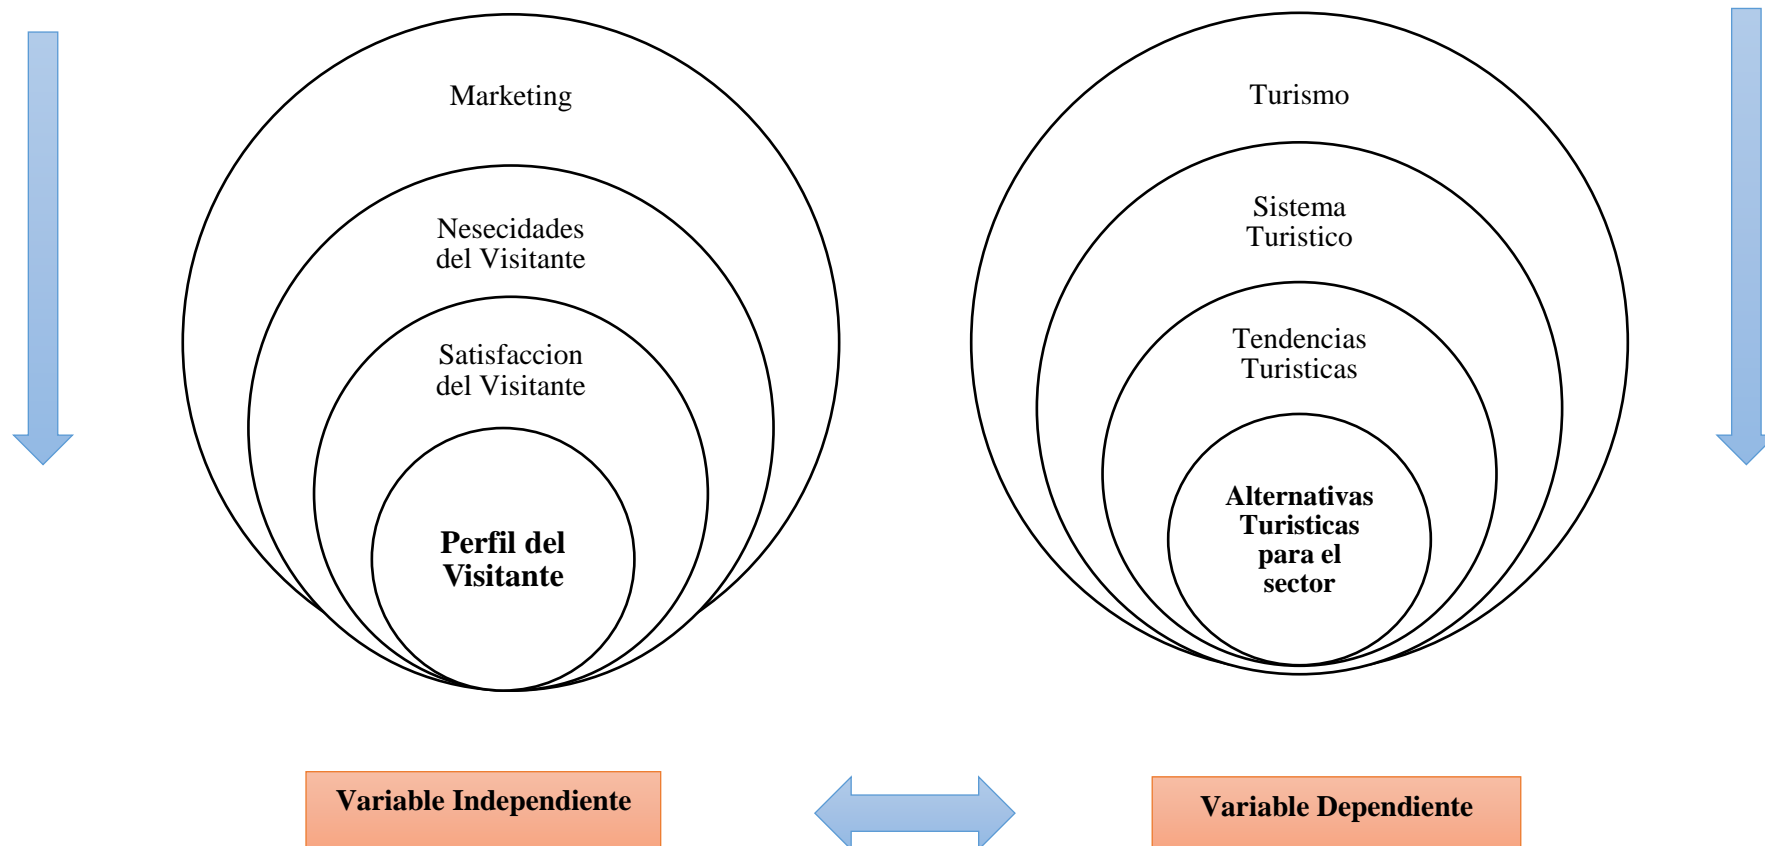 Marketing
Nesecidades
del Visitante
Satisfaccion
del Visitante
Perfil del
Visitante
Turismo
Sistema
Turistico
Tendencias
Turisticas
Alternativas
Turisticas
para el
sector
Variable Independiente
Variable Dependiente